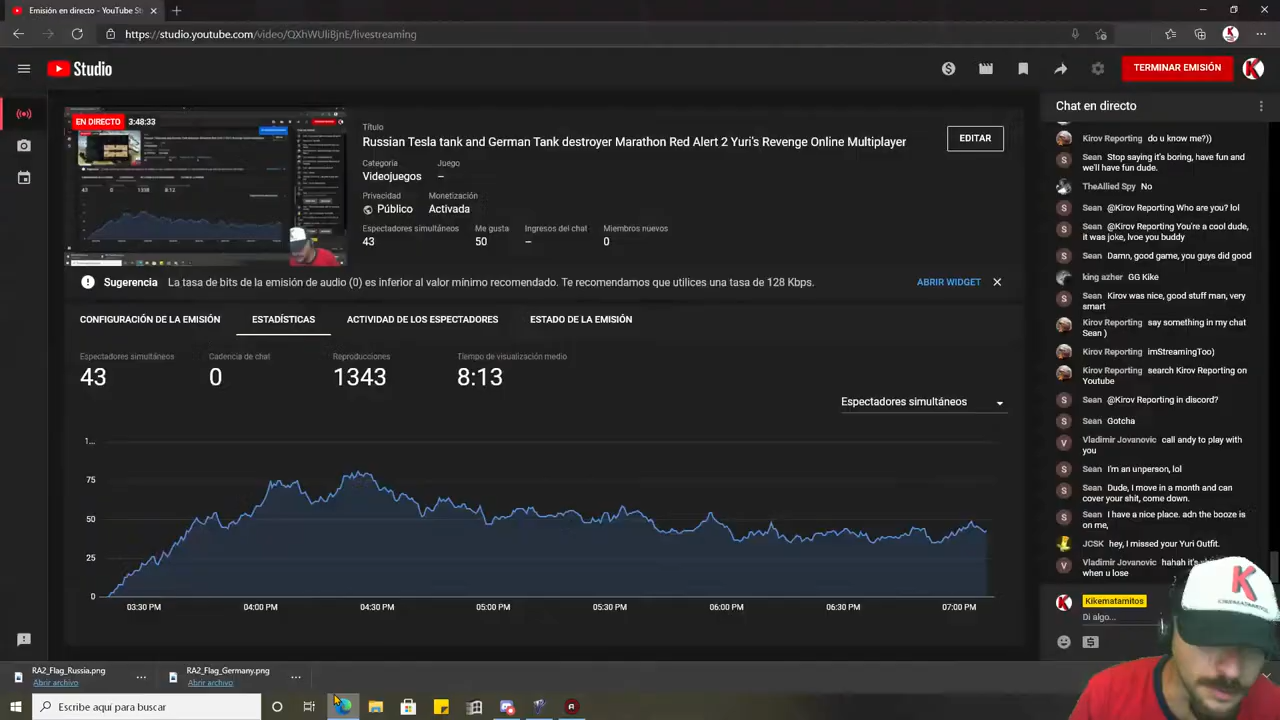 Emisión en directo - YouTube St
https://studio.youtube.com/video/QXhWUliBjnE/livestreaming
Studio
TERMINAR EMISIÓN
K
EN DIRECTO 3:48:33
Título
Russian Tesla tank and German Tank destroyer Marathon Red Alert 2 Yuri's Revenge Online Multiplayer
EDITAR
Categoría Juego
Videojuegos –
Privacidad Monetización
Público Activada
Espectadores simultáneos Me gusta Ingresos del chat Miembros nuevos
43 50 – 0
Sugerencia La tasa de bits de la emisión de audio (0) es inferior al valor mínimo recomendado. Te recomendamos que utilices una tasa de 128 Kbps. ABRIR WIDGET
CONFIGURACIÓN DE LA EMISIÓN ESTADÍSTICAS ACTIVIDAD DE LOS ESPECTADORES ESTADO DE LA EMISIÓN
Espectadores simultáneos Cadencia de chat Reproducciones Tiempo de visualización medio
43 0 1343 8:13
Espectadores simultáneos
1...
75
50
25
0
03:30 PM 04:00 PM 04:30 PM 05:00 PM 05:30 PM 06:00 PM 06:30 PM 07:00 PM
Chat en directo
Kirov Reporting do u know me?))
Sean Stop saying it's boring, have fun and
we'll have fun dude.
TheAllied Spy No
Sean @Kirov Reporting Who are you? lol
Sean @Kirov Reporting You're a cool dude,
it was joke, lvoe you buddy
Sean Damn, good game, you guys did good
king azher GG Kike
Sean Kirov was nice, good stuff man, very
smart
Kirov Reporting say something in my chat
Sean )
Kirov Reporting imStreamingToo)
Kirov Reporting search Kirov Reporting on
Youtube
Sean @Kirov Reporting in discord?
Sean Gotcha
Vladimir Jovanovic call andy to play with
you
Sean I'm an unperson, lol
Sean Dude, I move in a month and can
cover your shit, come down.
Sean I have a nice place. adn the booze is
on me,
JCSK hey, I missed your Yuri Outfit.
Vladimir Jovanovic hahah it's
when u lose
Kikematamitos
Di algo...
K
RA2_Flag_Russia.png
Abrir archivo
RA2_Flag_Germany.png
Abrir archivo
Escribe aquí para buscar